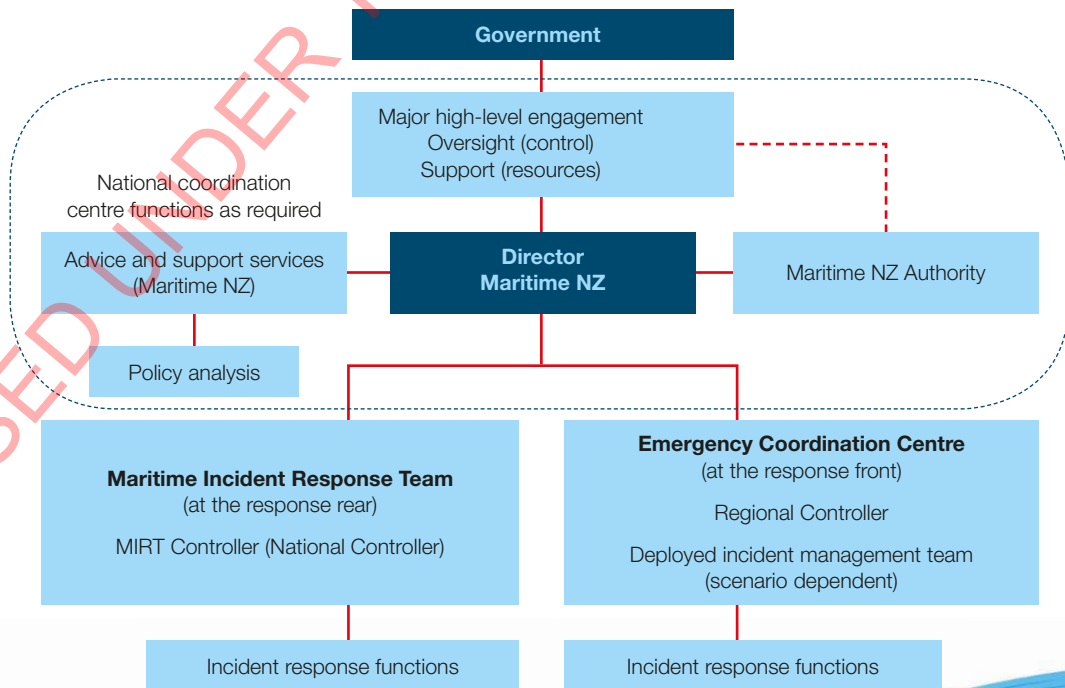 Government
Major high-level engagement
Oversight (control)
Support (resources)
National coordination
centre functions as required
Advice and support services
(Maritime NZ)
Director
Maritime NZ
Maritime NZ Authority
Policy analysis
Maritime Incident Response Team
(at the response rear)
MIRT Controller (National Controller)
Emergency Coordination Centre
(at the response front)
Regional Controller
Deployed incident management team
(scenario dependent)
Incident response functions
Incident response functions
SED UNDER